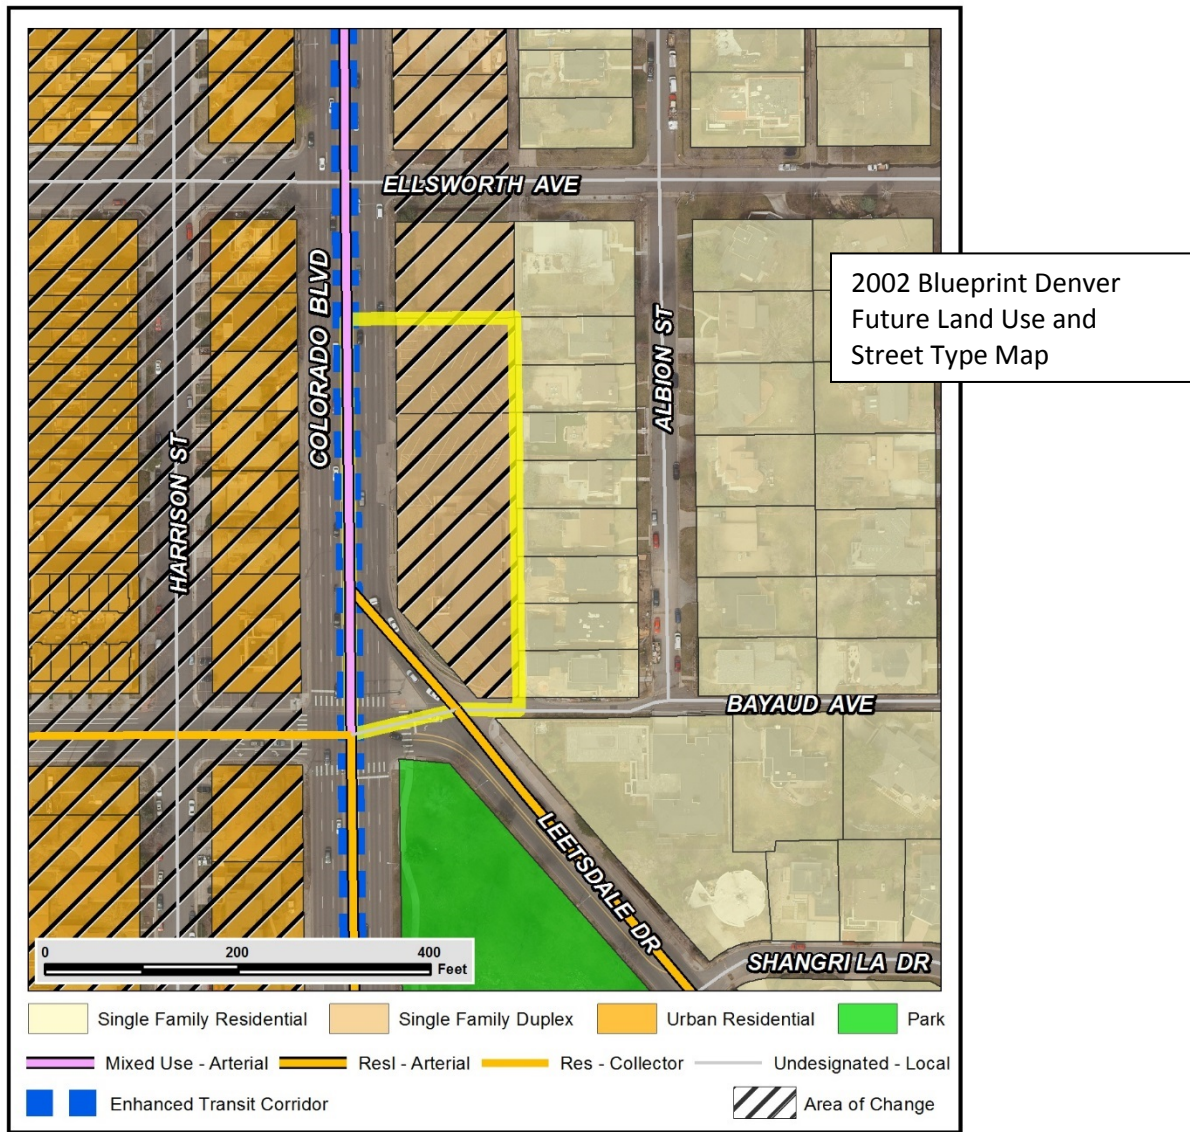 ELLSWORTH AVE
COLORADO BLVD
2002 Blueprint Denver
Future Land Use and
Street Type Map
ALBION ST
HARRISON ST
BAYAUD AVE
LEETSDALE DR
SHANGRI LA DR
0 200 400
Feet
Single Family Residential Single Family Duplex Urban Residential Park
Mixed Use - Arterial ResI - Arterial Res - Collector Undesignated - Local
Enhanced Transit Corridor Area of Change